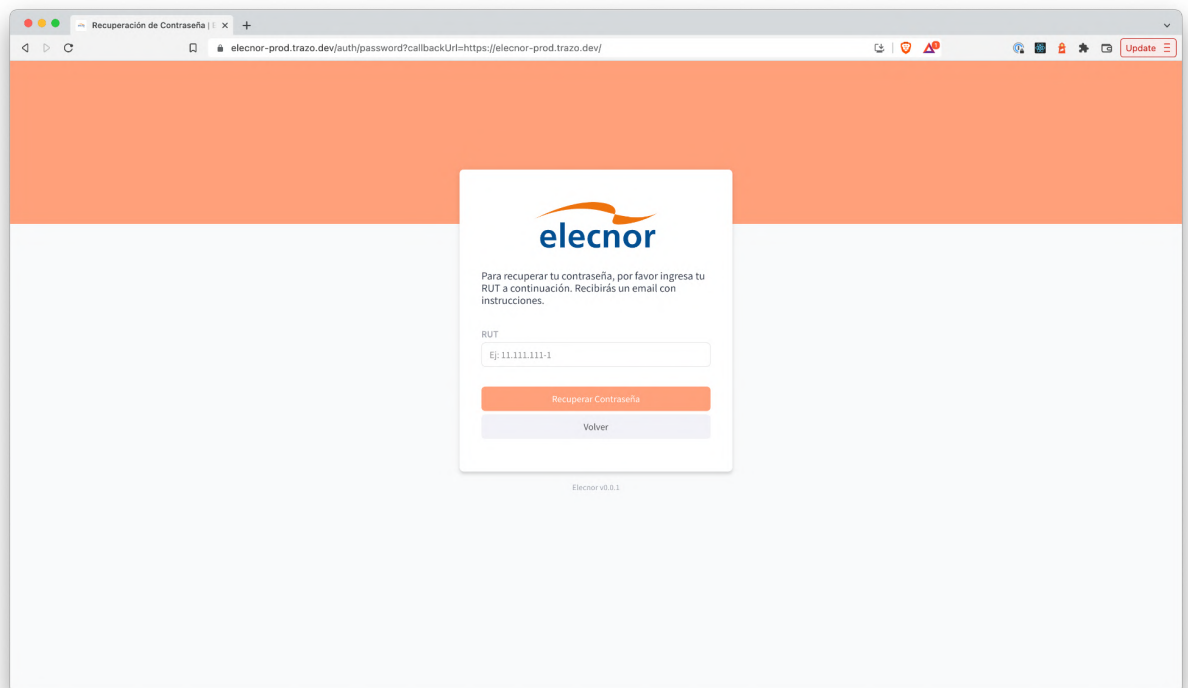 Recuperación de Contraseña |
elecnor-prod.trazo.dev/auth/password?callbackUrl=https://elecnor-prod.trazo.dev/
Update
elecnor
Para recuperar tu contraseña, por favor ingresa tu
RUT a continuación. Recibirás un email con
instrucciones.
RUT
Ej: 11.111.111-1
Recuperar Contraseña
Volver
Elecnor v0.0.1